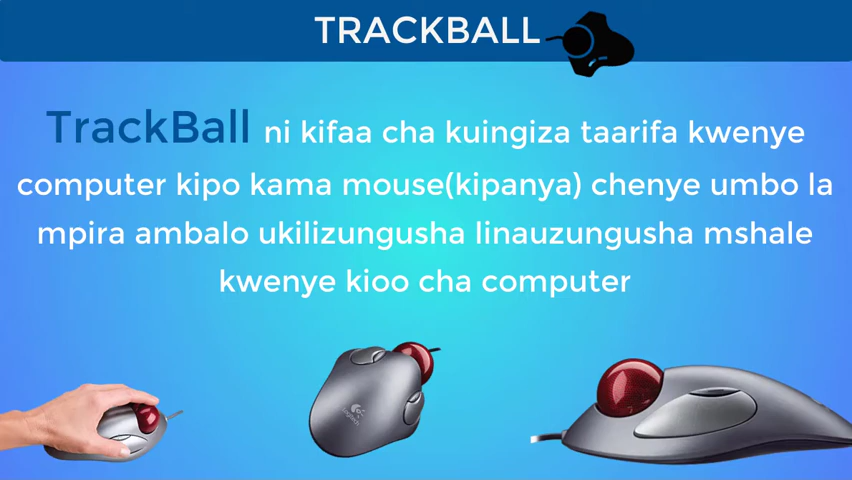 TRACKBALL
TrackBall ni kifaa cha kuingiza taarifa kwenye
computer kipo kama mouse(kipanya) chenye umbo la
mpira ambalo ukilizungusha linauzungusha mshale
kwenye kioo cha computer
Logitech